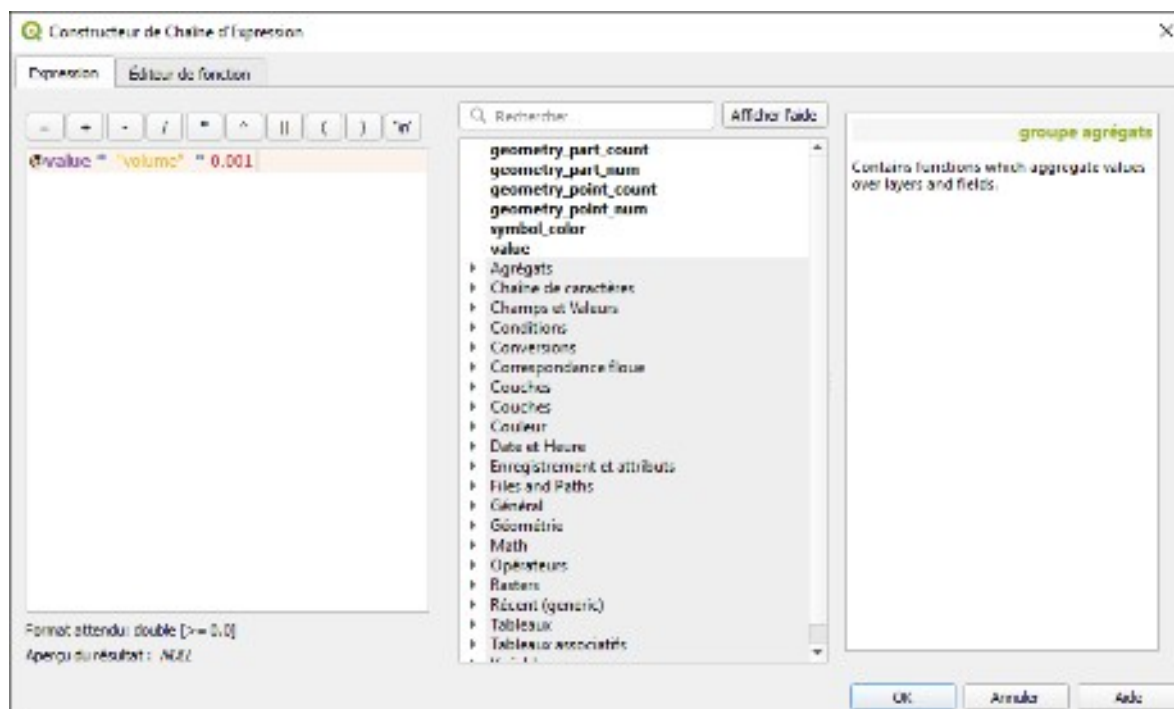 Constructeur de Chaîne d'Expression
Expression
Éditeur de fonction
= + - / * ^ || ( ) '\n'
@value * "volume" * 0.001
Format attendu: double [>= 0.0]
Aperçu du résultat : NULL
Rechercher...
Afficher l'aide
geometry_part_count
geometry_part_num
geometry_point_count
geometry_point_num
symbol_color
value
Agrégats
Chaîne de caractères
Champs et Valeurs
Conditions
Conversions
Correspondance floue
Couches
Couches
Couleur
Date et Heure
Enregistrement et attributs
Files and Paths
Général
Géométrie
Math
Opérateurs
Rasters
Récent (generic)
Tableaux
Tableaux associatifs
groupe agrégats
Contains functions which aggregate values
over layers and fields.
OK
Annuler
Aide